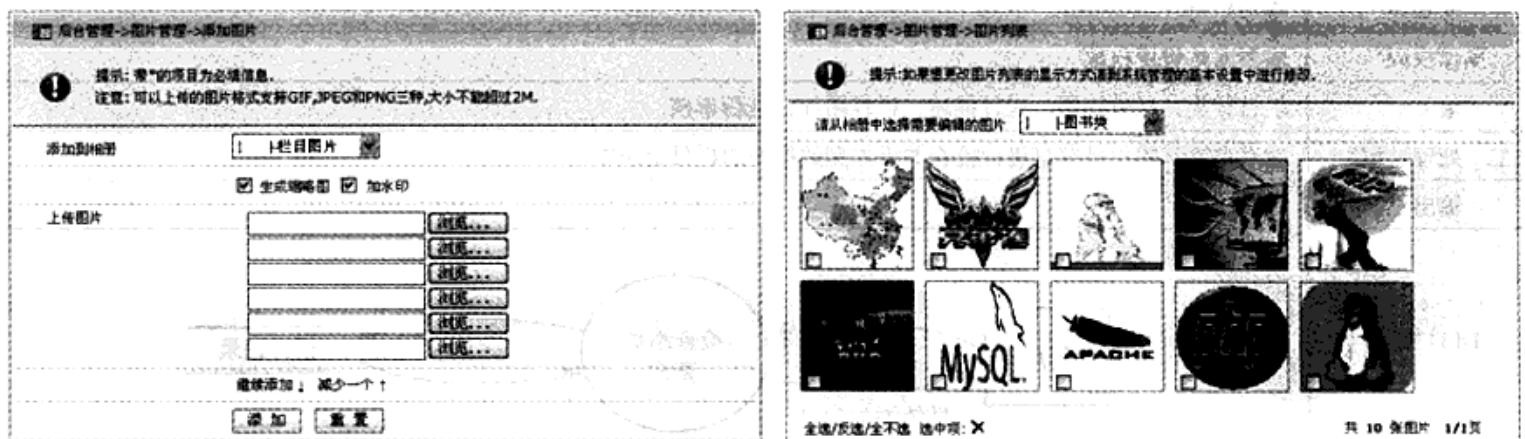 后台管理->图片管理->添加图片
提示: 带*的项目为必填信息.
注意: 可以上传的图片格式支持GIF,JPEG和PNG三种,大小不能超过2M.
添加到相册
| ├栏目图片
生成缩略图 加水印
上传图片
浏览...
浏览...
浏览...
浏览...
浏览...
浏览...
继续添加↓ 减少一个↑
添加 重置
后台管理->图片管理->图片列表
提示:如果想更改图片列表的显示方式请到系统管理的基本设置中进行修改.
请从相册中选择需要编辑的图片
| ├图书块
MySQL.
APACHE
全选/反选/全不选 选中项: X
共 10 张图片 1/1页